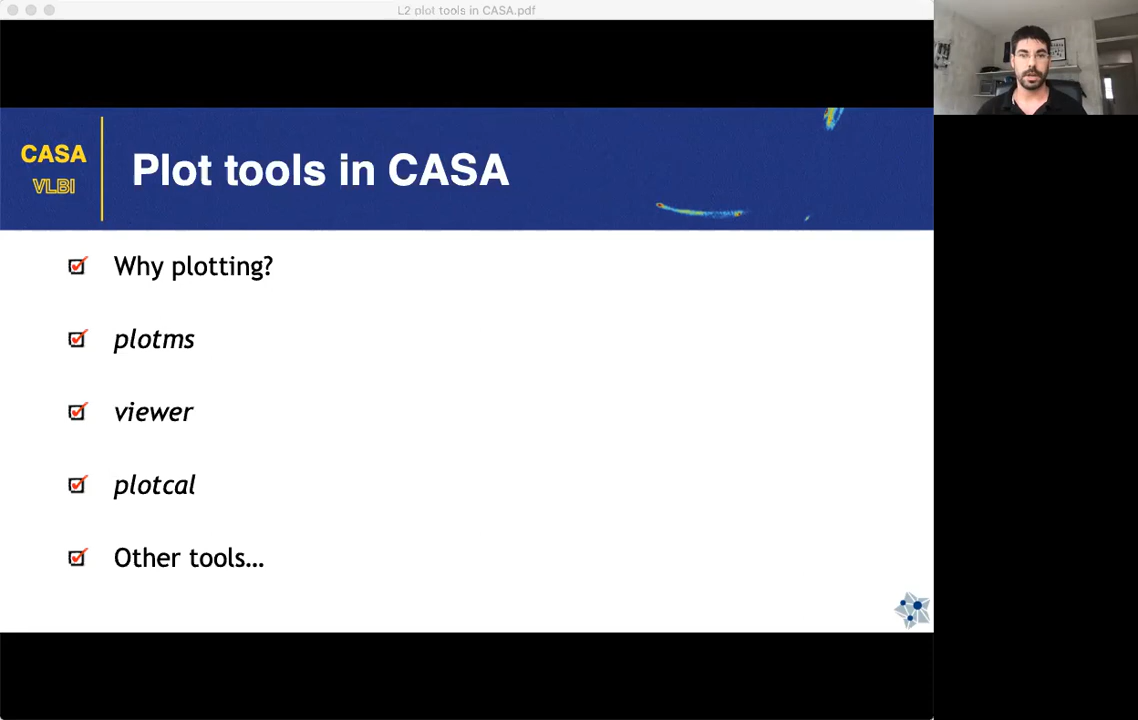 L2 plot tools in CASA.pdf
CASA
VLBI
Plot tools in CASA
Why plotting?
plotms
viewer
plotcal
Other tools...